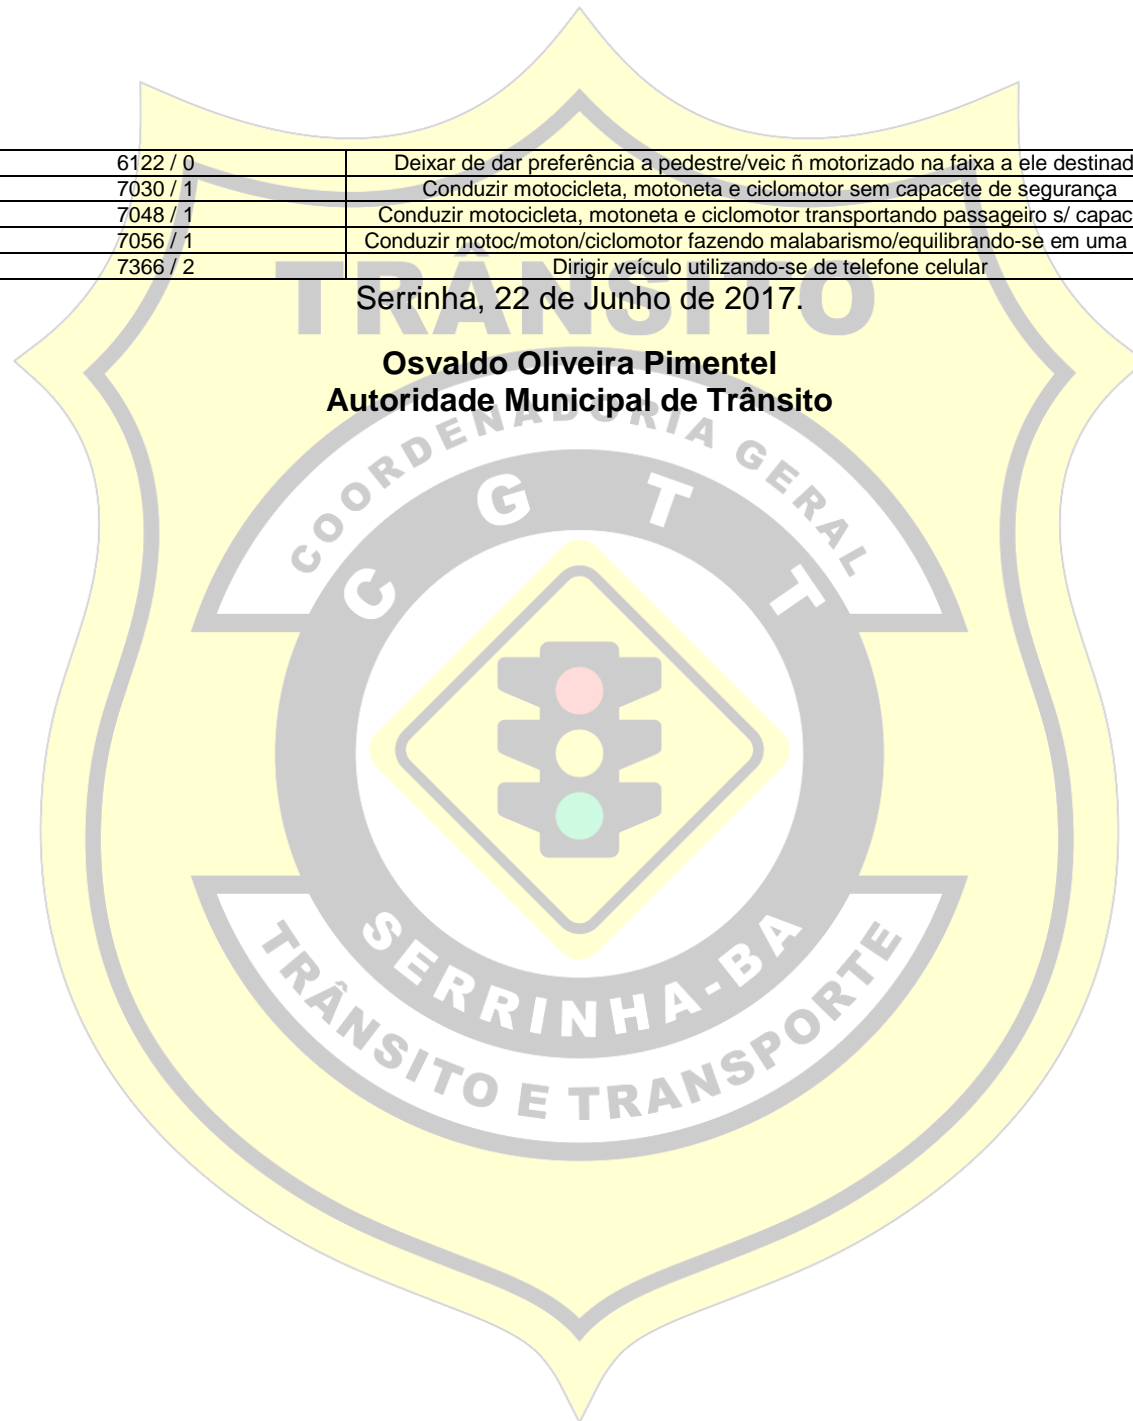 6122 / 0 Deixar de dar preferência a pedestre/veic ñ motorizado na faixa a ele destinad
7030 / 1 Conduzir motocicleta, motoneta e ciclomotor sem capacete de segurança
7048 / 1 Conduzir motocicleta, motoneta e ciclomotor transportando passageiro s/ capac
7056 / 1 Conduzir motoc/moton/ciclomotor fazendo malabarismo/equilibrando-se em uma
7366 / 2 Dirigir veículo utilizando-se de telefone celular
TRÂNSITO
Serrinha, 22 de Junho de 2017.
Osvaldo Oliveira Pimentel
Autoridade Municipal de Trânsito
COORDENADORIA GERAL
C G T T
SERRINHA-BA
TRÂNSITO E TRANSPORTE